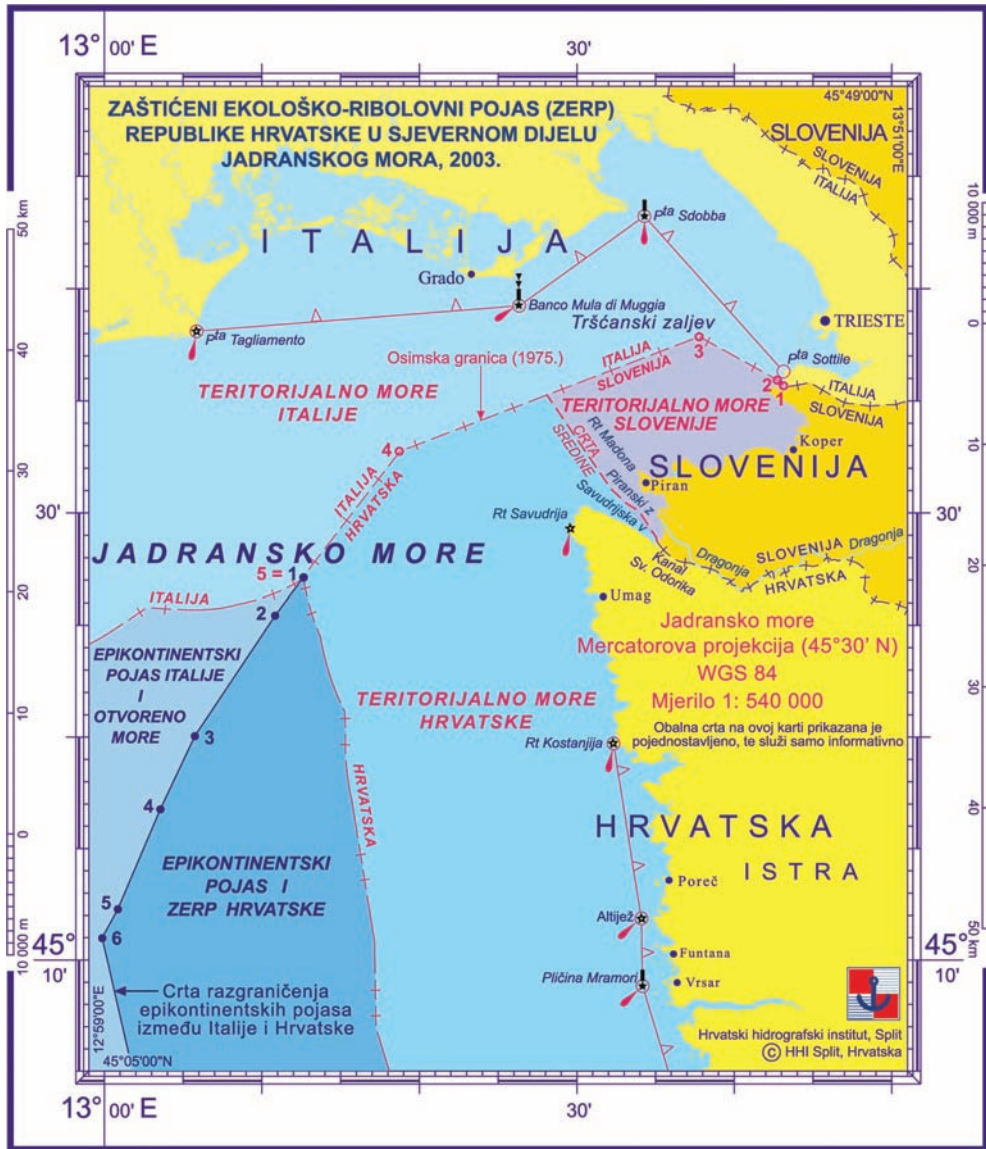 13° 00' E
30'
ZAŠTIĆENI EKOLOŠKO-RIBOLOVNI POJAS (ZERP)
REPUBLIKE HRVATSKE U SJEVERNOM DIJELU
JADRANSKOG MORA, 2003.
45°49'00"N
13°51'00"E
SLOVENIJA
SLOVENIJA
ITALIJA
SLOVENIJA
ITALIJA
50 km
10 000 m
Pta Sdobba
ITALIJA
Grado
Banco Mula di Muggia
Tršćanski zaljev
TRIESTE
0
40
Pta Tagliamento
3
Pta Sottile
Osimska granica (1975.)
ITALIJA
SLOVENIJA
2
1
ITALIJA
SLOVENIJA
TERITORIJALNO MORE
ITALIJE
TERITORIJALNO MORE
SLOVENIJE
10
30
4
CRTA
SREDINE
Rt Madona
Koper
SLOVENIJA
Piran
Piranski z
Savudrijska v
ITALIJA
HRVATSKA
30'
Rt Savudrija
30'
JADRANSKO MORE
Dragonja
SLOVENIJA
Dragonja
HRVATSKA
Kanal
Sv. Odorika
20
5 = 1
ITALIJA
20
2
Umag
Jadransko more
Mercatorova projekcija (45°30' N)
WGS 84
Mjerilo 1: 540 000
EPIKONTINENTSKI
POJAS ITALIJE
I
OTVORENO
MORE
TERITORIJALNO MORE
HRVATSKE
30
10
3
Rt Kostanjija
Obalna crta na ovoj karti prikazana je
pojednostavljeno, te služi samo informativno
4
40
0
HRVATSKA
HRVATSKA
ISTRA
EPIKONTINENTSKI
POJAS I
ZERP HRVATSKE
Poreč
5
Altijež
6
Funtana
10 000 m
50 km
45°
10'
45°
10'
Pličina Mramori
Vrsar
Crta razgraničenja
epikontinentskih pojasa
između Italije i Hrvatske
12°59'00"E
45°05'00"N
Hrvatski hidrografski institut, Split
© HHI Split, Hrvatska
13° 00' E
30'